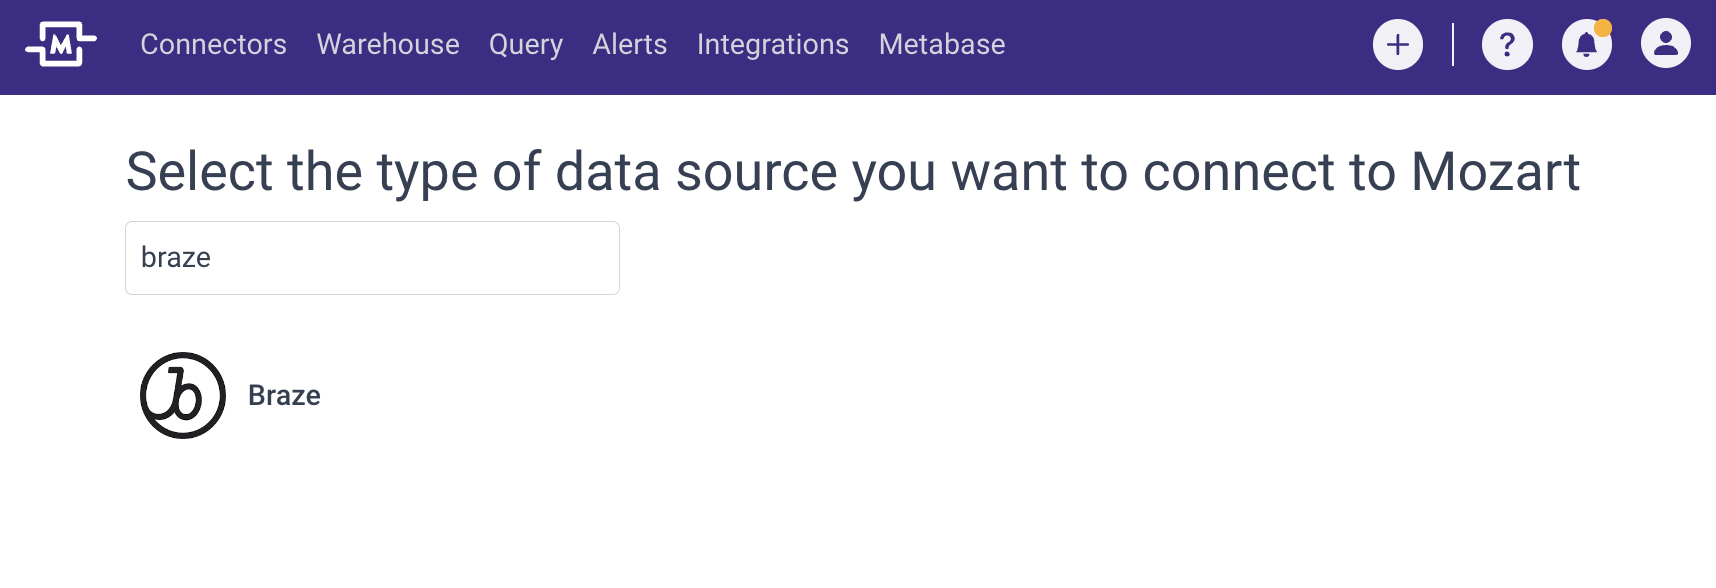 M Connectors Warehouse Query Alerts Integrations Metabase + ?
Select the type of data source you want to connect to Mozart
braze
b Braze